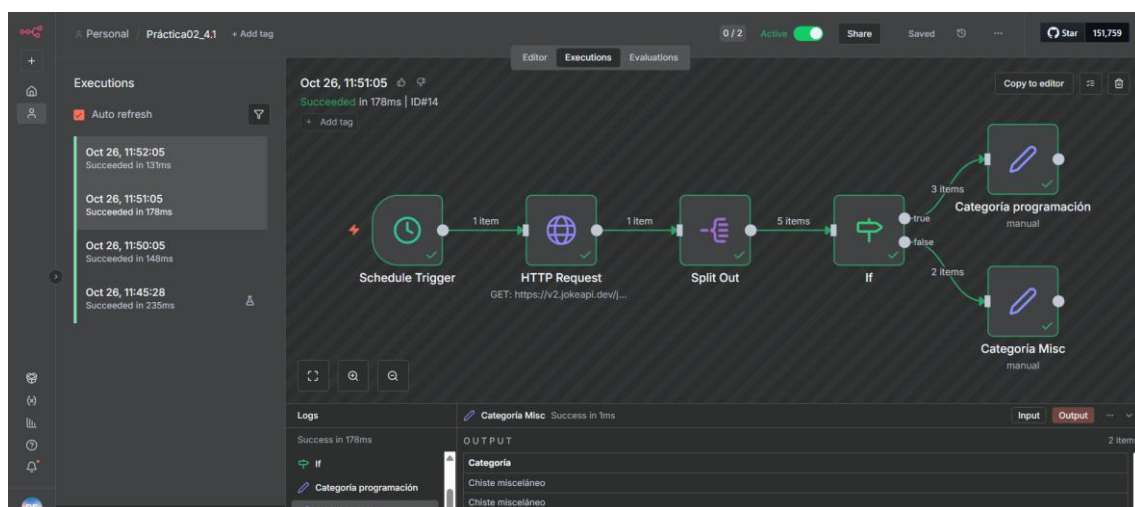 Personal / Práctica02_4.1 + Add tag
0 / 2 Active Share Saved ... Star 151,759
Editor Executions Evaluations
Executions
Auto refresh
Oct 26, 11:52:05
Succeeded in 131ms
Oct 26, 11:51:05
Succeeded in 178ms
Oct 26, 11:50:05
Succeeded in 148ms
Oct 26, 11:45:28
Succeeded in 235ms
Oct 26, 11:51:05
Succeeded in 178ms | ID#14
+ Add tag
Copy to editor
1 item
1 item
5 items
3 items
true
false
2 items
Schedule Trigger
HTTP Request
GET: https://v2.jokeapi.dev/j...
Split Out
If
Categoría programación
manual
Categoría Misc
manual
Logs
Success in 178ms
If
Categoría programación
Categoría Misc Success in 1ms
Input Output ...
OUTPUT
2 item
Categoría
Chiste misceláneo
Chiste misceláneo